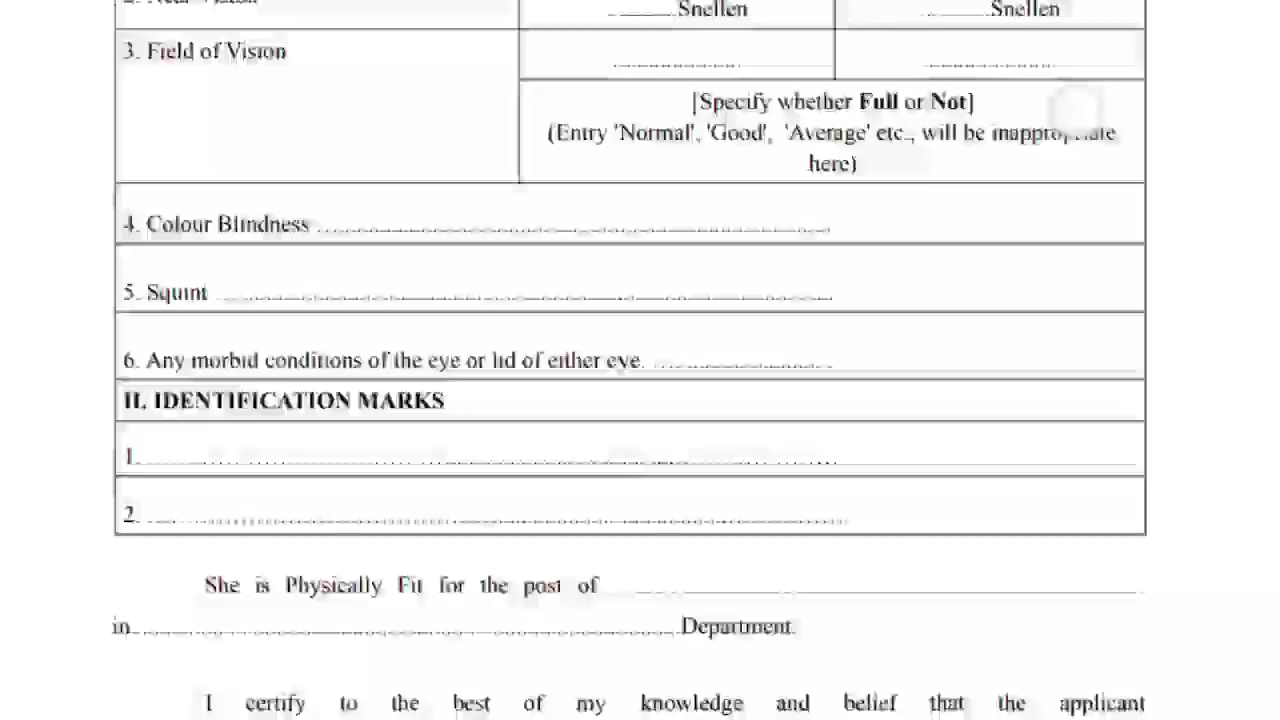 Snellen Snellen
3. Field of Vision
[Specify whether Full or Not]
(Entry 'Normal', 'Good', 'Average' etc., will be inappropriate
here)
4. Colour Blindness
5. Squint
6. Any morbid conditions of the eye or lid of either eye.
II. IDENTIFICATION MARKS
1.
2.
She is Physically Fit for the post of
in Department.
I certify to the best of my knowledge and belief that the applicant